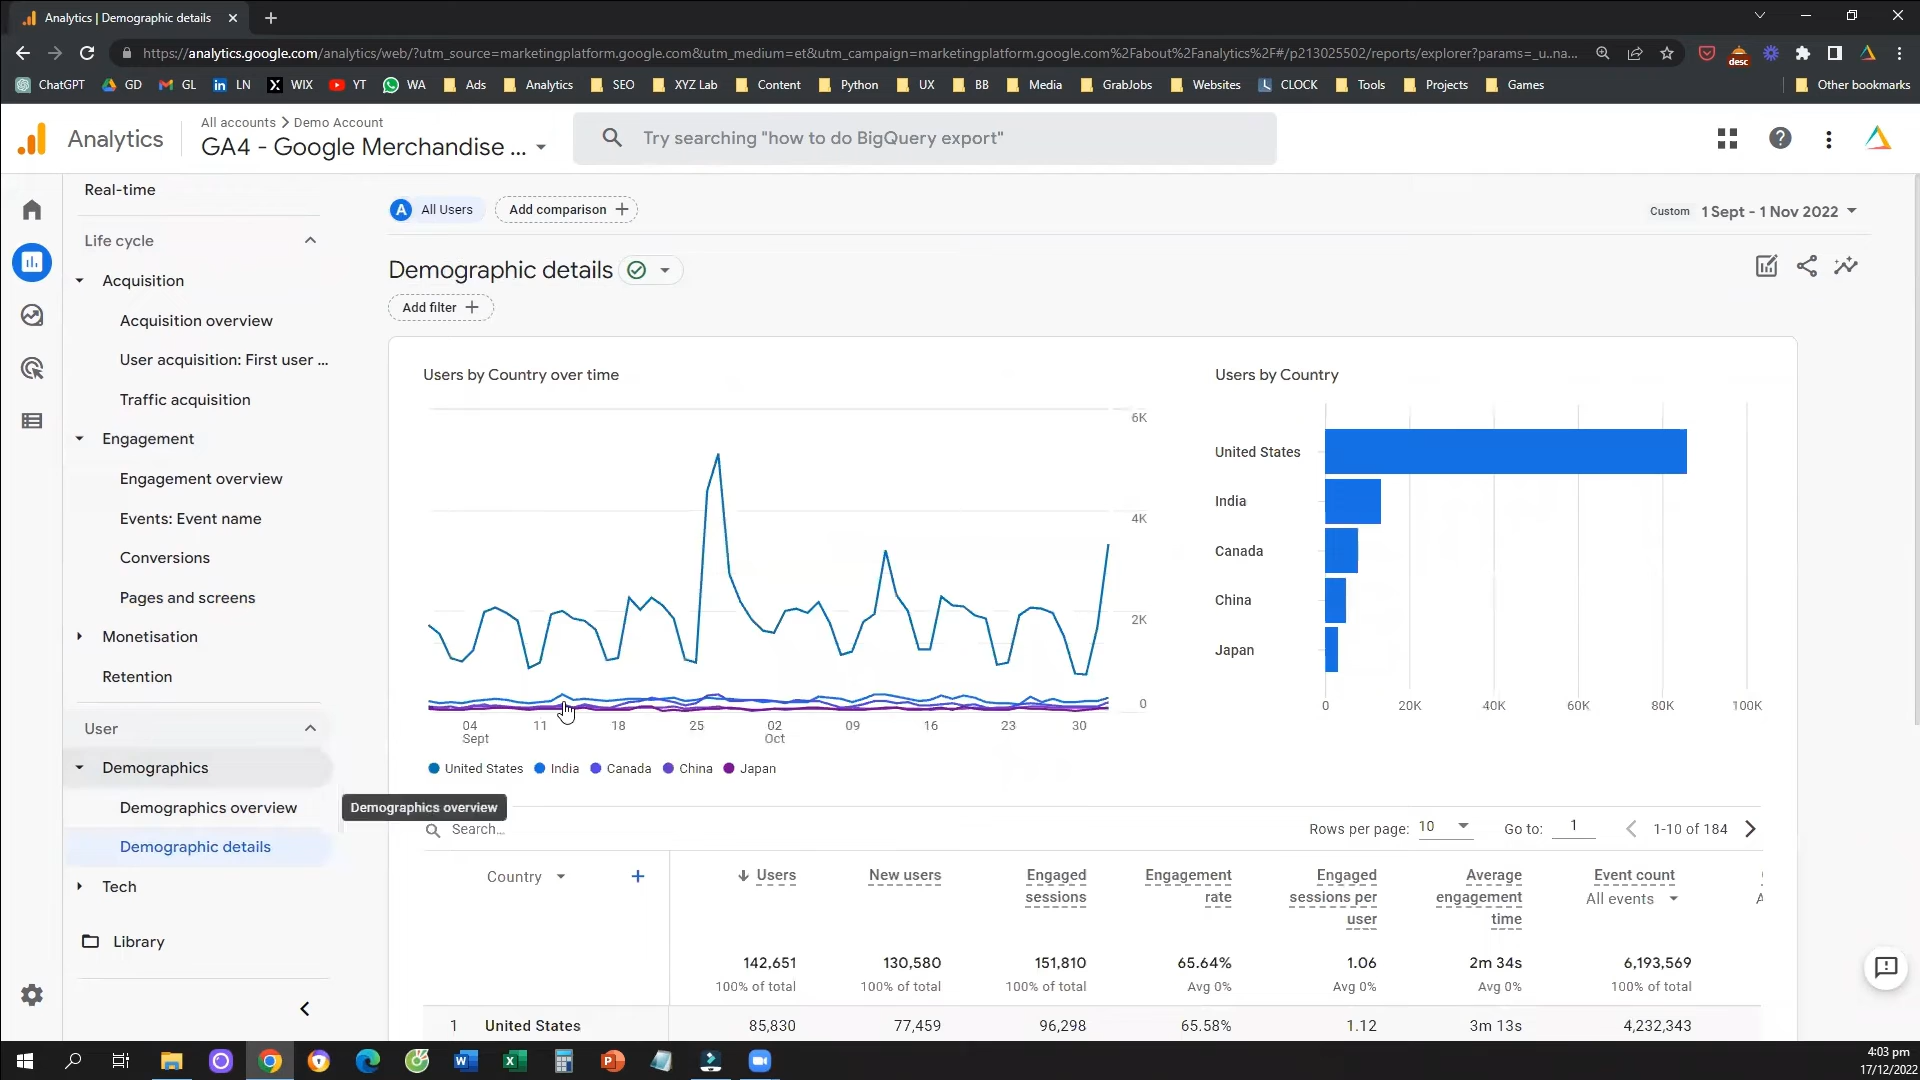 Analytics | Demographic details
https://analytics.google.com/analytics/web/?utm_source=marketingplatform.google.com&utm_medium=et&utm_campaign=marketingplatform.google.com%2Fabout%2Fanalytics%2F#/p213025502/reports/explorer?params=_u..na...
desc
ChatGPT GD GL LN WIX YT WA Ads Analytics SEO XYZ Lab Content Python UX BB Media GrabJobs Websites CLOCK Tools Projects Games Other bookmarks
Analytics
All accounts > Demo Account
GA4 - Google Merchandise ...
Try searching "how to do BigQuery export"
Real-time
Life cycle
Acquisition
Acquisition overview
User acquisition: First user ...
Traffic acquisition
Engagement
Engagement overview
Events: Event name
Conversions
Pages and screens
Monetisation
Retention
User
Demographics
Demographics overview
Demographic details
Tech
Library
A All Users
Add comparison +
Custom 1 Sept - 1 Nov 2022
Demographic details
Add filter +
Users by Country over time
6K
4K
2K
0
04 11 18 25 02 09 16 23 30
Sept Oct
United States India Canada China Japan
Users by Country
United States
India
Canada
China
Japan
0 20K 40K 60K 80K 100K
Demographics overview
Search...
Rows per page: 10 Go to: 1 1-10 of 184
Country + Users New users Engaged sessions Engagement rate Engaged sessions per user Average engagement time Event count
All events
142,651 130,580 151,810 65.64% 1.06 2m 34s 6,193,569
100% of total 100% of total 100% of total Avg 0% Avg 0% Avg 0% 100% of total
1 United States 85,830 77,459 96,298 65.58% 1.12 3m 13s 4,232,343
4:03 pm
17/12/2022